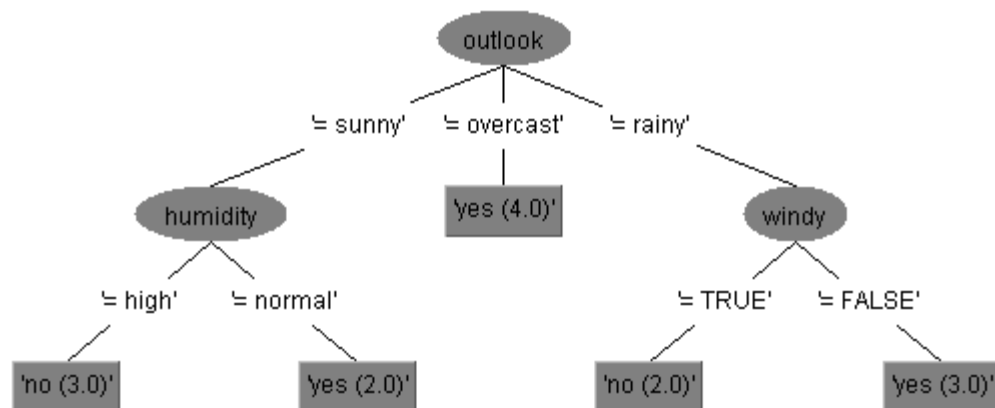 outlook
'= sunny' '= overcast' '= rainy'
humidity 'yes (4.0)' windy
'= high' '= normal' '= TRUE' '= FALSE'
'no (3.0)' 'yes (2.0)' 'no (2.0)' 'yes (3.0)'